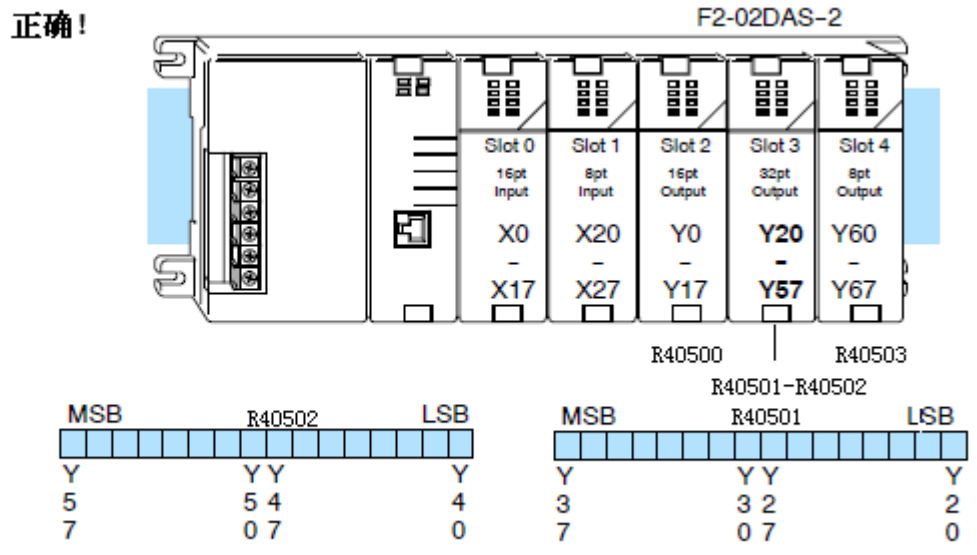 正确!
F2-02DAS-2
Slot 0 Slot 1 Slot 2 Slot 3 Slot 4
16pt 8pt 16pt 32pt 8pt
Input Input Output Output Output
X0 X20 Y0 Y20 Y60
- - - - -
X17 X27 Y17 Y57 Y67
R40500 R40503
R40501-R40502
MSB R40502 LSB MSB R40501 LSB
Y Y Y Y Y Y Y Y
5 5 4 4 3 3 2 2
7 0 7 0 7 0 7 0